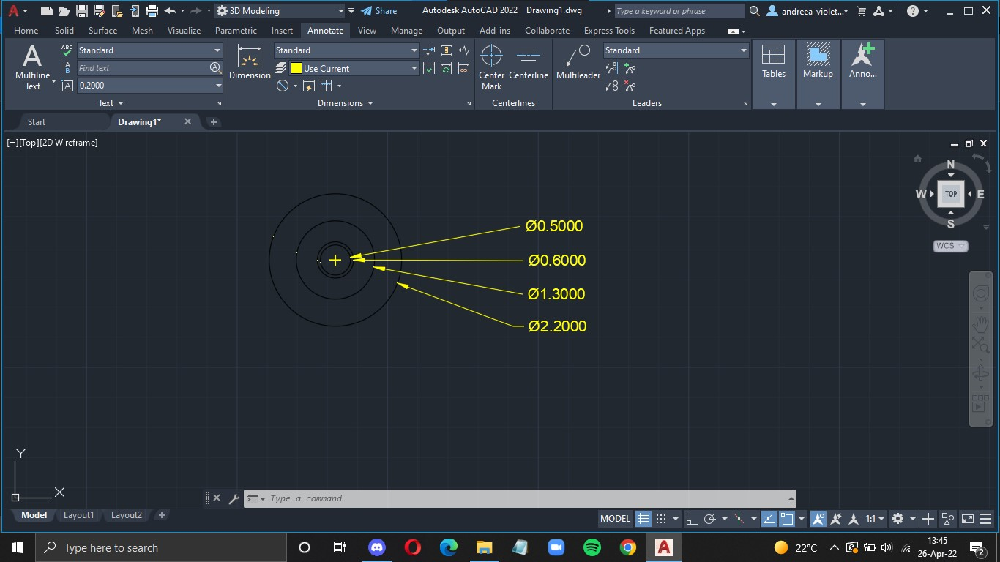 3D Modeling
Share
Autodesk AutoCAD 2022 Drawing1.dwg
Type a keyword or phrase
andreea-violet...
Home Solid Surface Mesh Visualize Parametric Insert Annotate View Manage Output Add-ins Collaborate Express Tools Featured Apps
Multiline Text
ABC
Standard
Find text
0.2000
Text
Dimension
Standard
Use Current
Dimensions
Center Mark
Centerline
Centerlines
Multileader
Standard
Leaders
Tables
Markup
Anno...
Start
Drawing1*
[−][Top][2D Wireframe]
N
W TOP E
S
WCS
Ø0.5000
Ø0.6000
Ø1.3000
Ø2.2000
Y
X
Type a command
Model Layout1 Layout2
MODEL
1:1
Type here to search
22°C
13:45
26-Apr-22
2